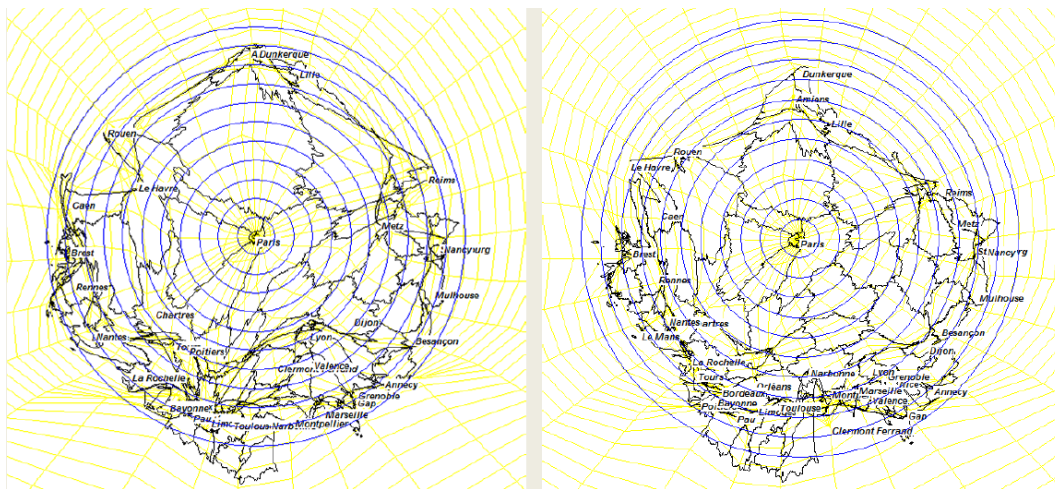 A Dunkerque
Lille
Rouen
Reims
Le Havre
Caen
Metz
Paris
Brest
Rennes
Mulhouse
Chartres
Dijon
Nantes
Lyon
Besançon
Poitiers
Valence
La Rochelle
Annecy
Grenoble
Bayonne
Gap
Pau
Marseille
Montpellier
Dunkerque
Amiens
Lille
Rouen
Le Havre
Reims
Caen
Metz
Paris
Brest
Rennes
Mulhouse
Nantes
Le Mans
Besançon
Dijon
La Rochelle
Lyon
Narbonne
Tours
Grenoble
Orléans
Annecy
Bordeaux
Marseille
Bayonne
Valence
Toulouse
Gap
Pau
Clermont Ferrand